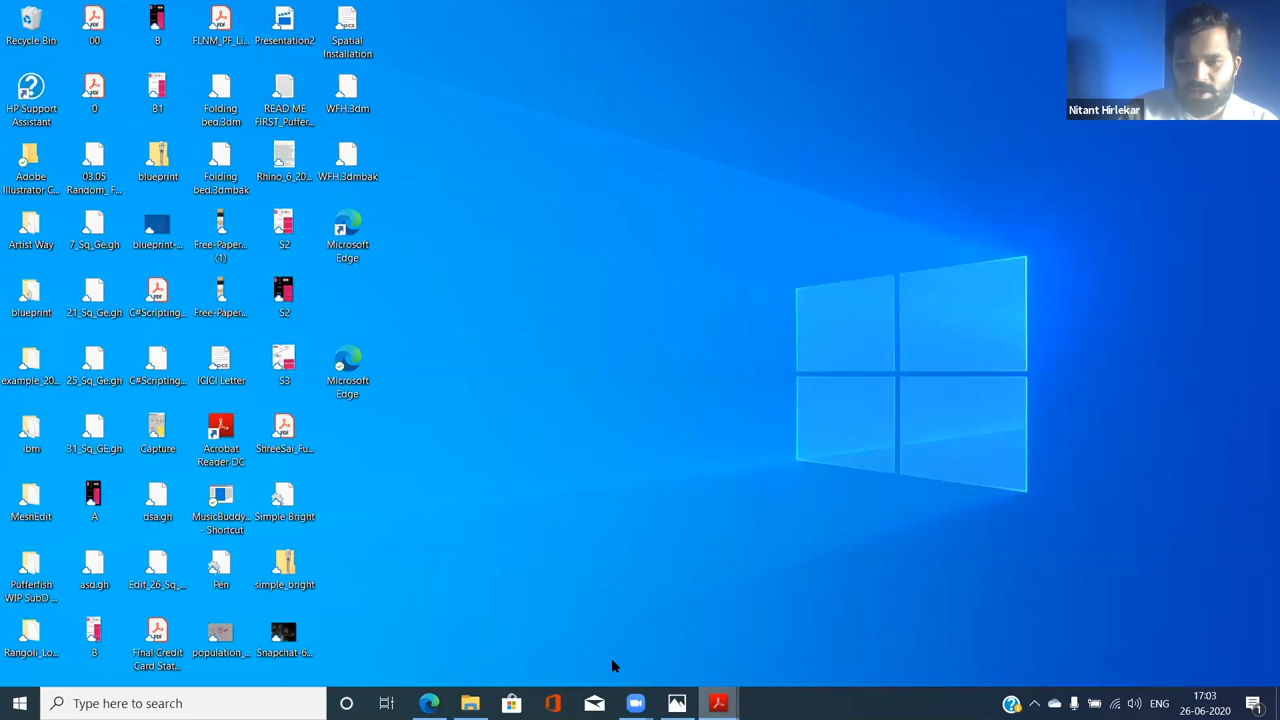 Recycle Bin
00
B
FLNM_PF_Li...
Presentation2
Spatial
Installation
HP Support
Assistant
0
B1
Folding
bed.3dm
READ ME
FIRST_Puffer...
WFH.3dm
Adobe
Illustrator C...
03.05
Random_ F...
blueprint
Folding
bed.3dmbak
Rhino_6_20...
WFH.3dmbak
Artist Way
7_Sq_Ge.gh
blueprint-...
Free-Paper...
(1)
S2
Microsoft
Edge
blueprint
21_Sq_Ge.gh
C#Scripting...
Free-Paper...
S2
example_20...
25_Sq_Ge.gh
C#Scripting...
ICICI Letter
S3
Microsoft
Edge
ibm
31_Sq_GE.gh
Capture
Acrobat
Reader DC
ShreeSai_Fu...
MeshEdit
A
dsa.gh
MusicBuddy...
- Shortcut
Simple Bright
Pufferfish
WIP SubD ...
asd.gh
Edit_26_Sq_...
Pen
simple_bright
Rangoli_Lo...
B
Final Credit
Card Stat...
population_...
Snapchat-6...
Nitant Hirlekar
Type here to search
ENG
17:03
26-06-2020
1